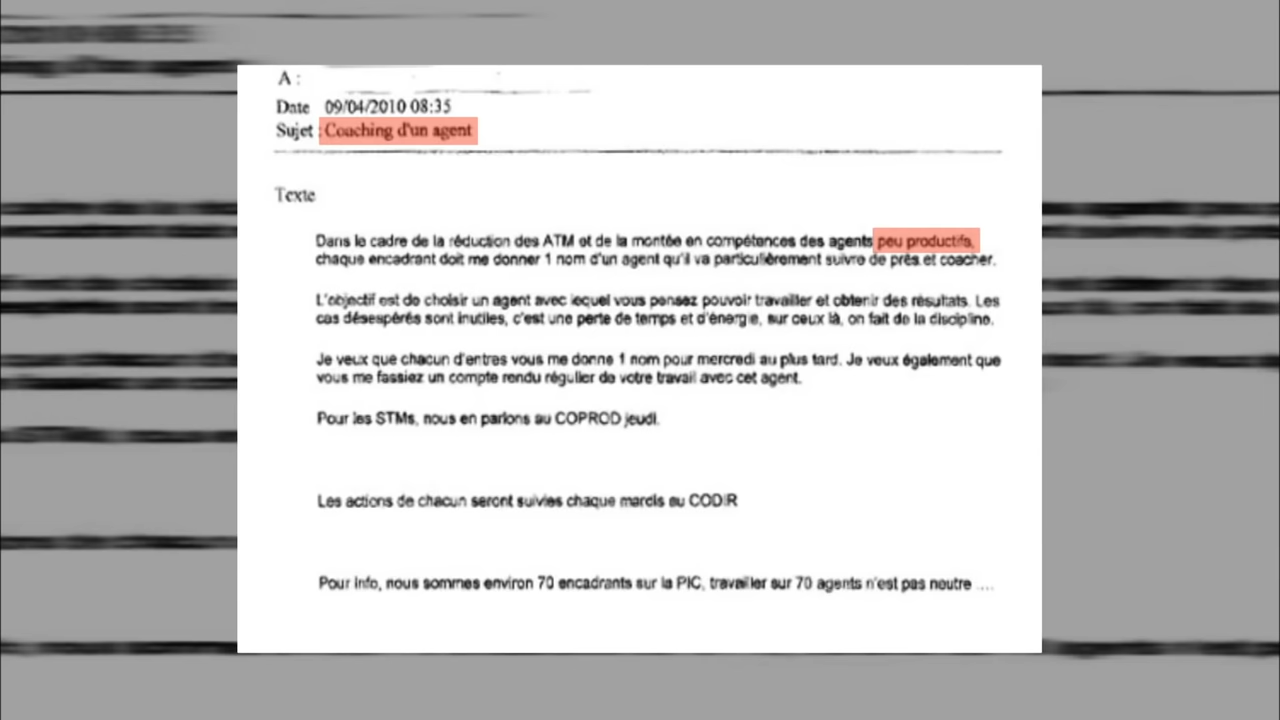 A :
Date 09/04/2010 08:35
Sujet : Coaching d'un agent
Texte
Dans le cadre de la réduction des ATM et de la montée en compétences des agents peu productifs,
chaque encadrant doit me donner 1 nom d'un agent qu'il va particulièrement suivre de près et coacher.
L'objectif est de choisir un agent avec lequel vous pensez pouvoir travailler et obtenir des résultats. Les
cas désespérés sont inutiles, c'est une perte de temps et d'énergie, sur ceux là, on fait de la discipline.
Je veux que chacun d'entres vous me donne 1 nom pour mercredi au plus tard. Je veux également que
vous me fassiez un compte rendu régulier de votre travail avec cet agent.
Pour les STMs, nous en parlons au COPROD jeudi.
Les actions de chacun seront suivies chaque mardis au CODIR
Pour info, nous sommes environ 70 encadrants sur la PIC, travailler sur 70 agents n'est pas neutre ....